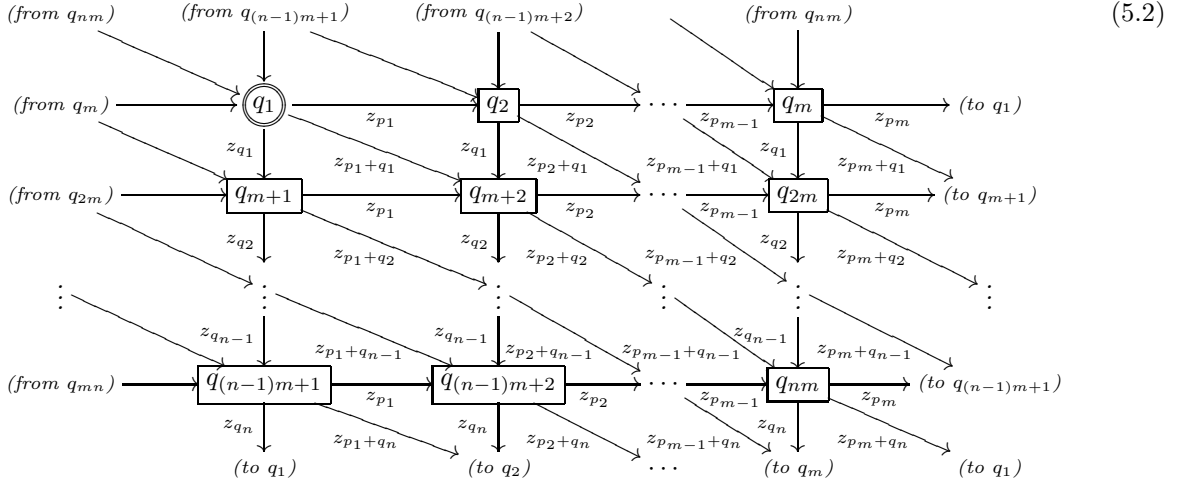 (from q_{nm}) (from q_{(n-1)m+1}) (from q_{(n-1)m+2}) (from q_{nm}) (5.2)
(from q_m) q_1 q_2 ⋯ q_m (to q_1)
z_{p_1} z_{p_2} z_{p_{m-1}} z_{p_m}
z_{q_1} z_{p_1+q_1} z_{q_1} z_{p_2+q_1} z_{p_{m-1}+q_1} z_{q_1} z_{p_m+q_1}
(from q_{2m}) q_{m+1} q_{m+2} ⋯ q_{2m} (to q_{m+1})
z_{p_1} z_{p_2} z_{p_{m-1}} z_{p_m}
z_{q_2} z_{p_1+q_2} z_{q_2} z_{p_2+q_2} z_{p_{m-1}+q_2} z_{q_2} z_{p_m+q_2}
⋮ ⋮ ⋮ ⋮ ⋮ ⋮
z_{q_{n-1}} z_{p_1+q_{n-1}} z_{q_{n-1}} z_{p_2+q_{n-1}} z_{p_{m-1}+q_{n-1}} z_{q_{n-1}} z_{p_m+q_{n-1}}
(from q_{mn}) q_{(n-1)m+1} q_{(n-1)m+2} ⋯ q_{nm} (to q_{(n-1)m+1})
z_{p_1} z_{p_2} z_{p_{m-1}} z_{p_m}
z_{q_n} z_{p_1+q_n} z_{q_n} z_{p_2+q_n} z_{p_{m-1}+q_n} z_{q_n} z_{p_m+q_n}
(to q_1) (to q_2) ⋯ (to q_m) (to q_1)